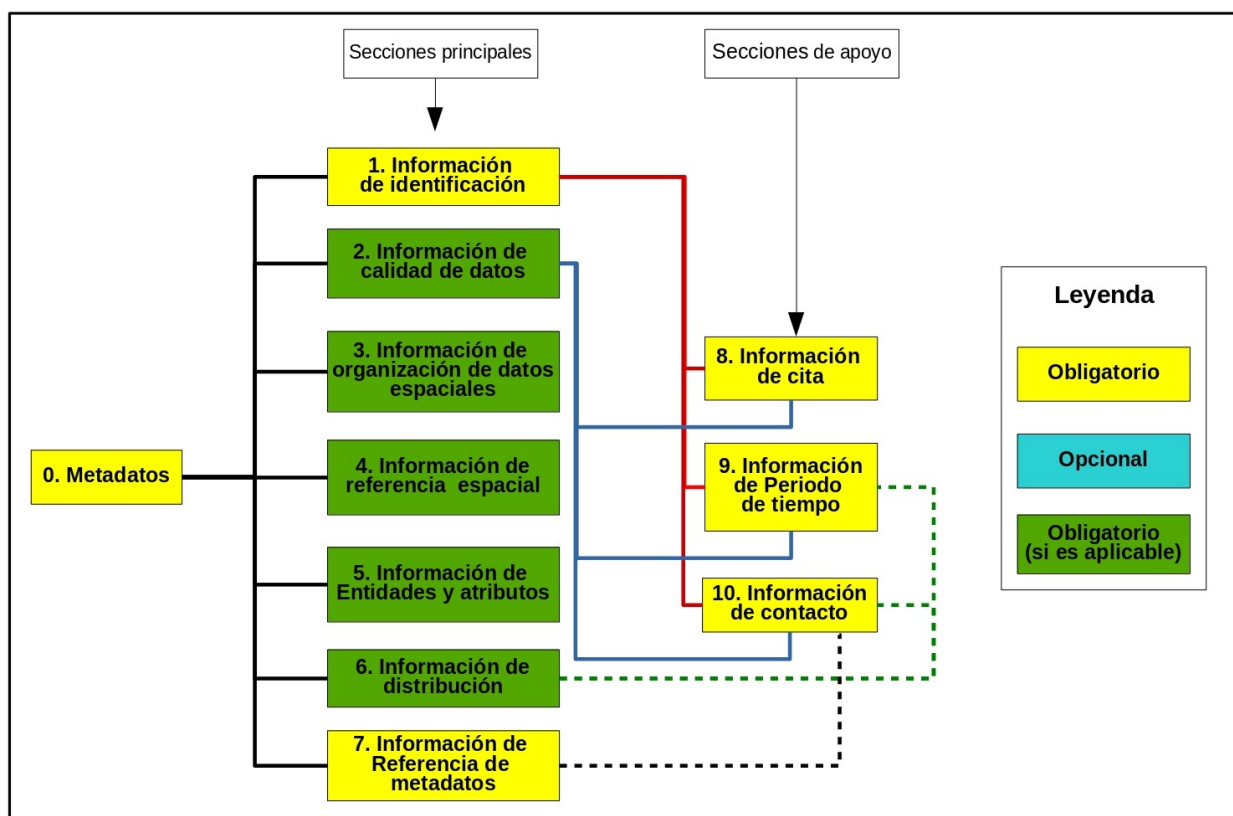 Secciones principales
Secciones de apoyo
1. Información
de identificación
2. Información de
calidad de datos
3. Información de
organización de datos
espaciales
8. Información
de cita
0. Metadatos
4. Información de
referencia espacial
9. Información
de Periodo
de tiempo
5. Información de
Entidades y atributos
10. Información
de contacto
6. Información de
distribución
7. Información de
Referencia de
metadatos
Leyenda
Obligatorio
Opcional
Obligatorio
(si es aplicable)